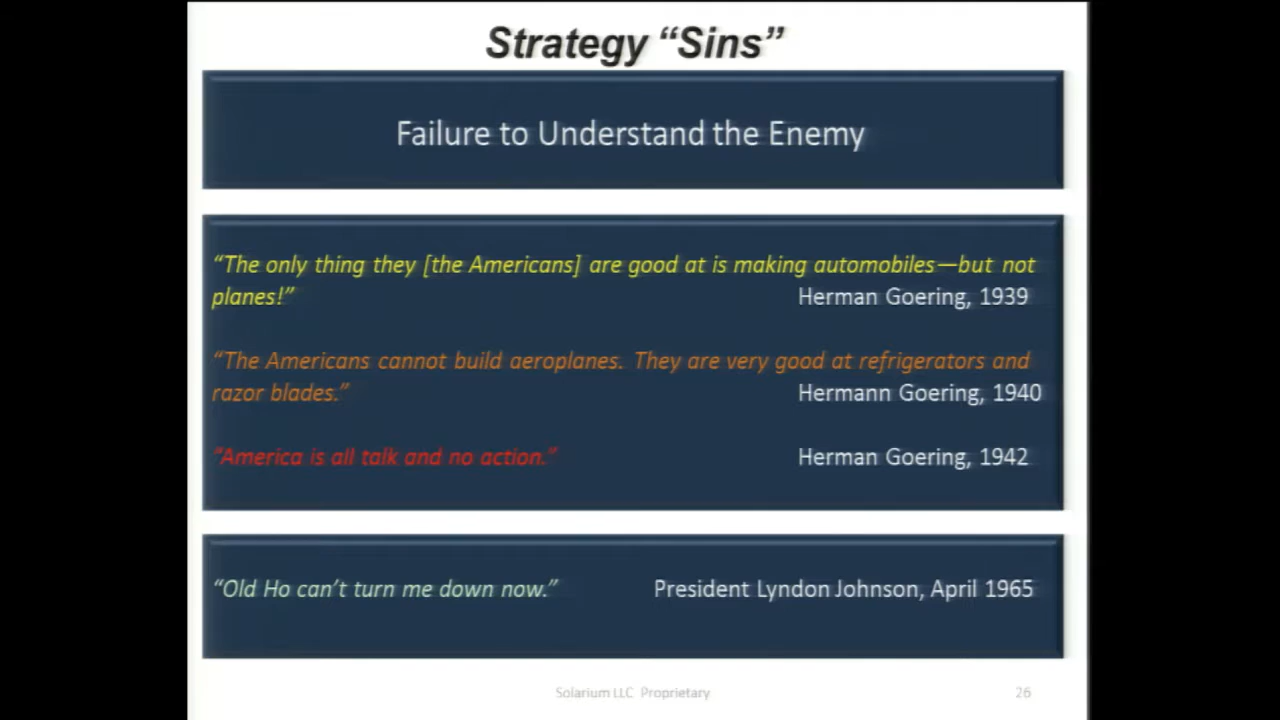 Strategy “Sins”
Failure to Understand the Enemy
“The only thing they [the Americans] are good at is making automobiles—but not
planes!” Herman Goering, 1939
“The Americans cannot build aeroplanes. They are very good at refrigerators and
razor blades.” Hermann Goering, 1940
“America is all talk and no action.” Herman Goering, 1942
“Old Ho can’t turn me down now.” President Lyndon Johnson, April 1965
Solarium LLC Proprietary 26